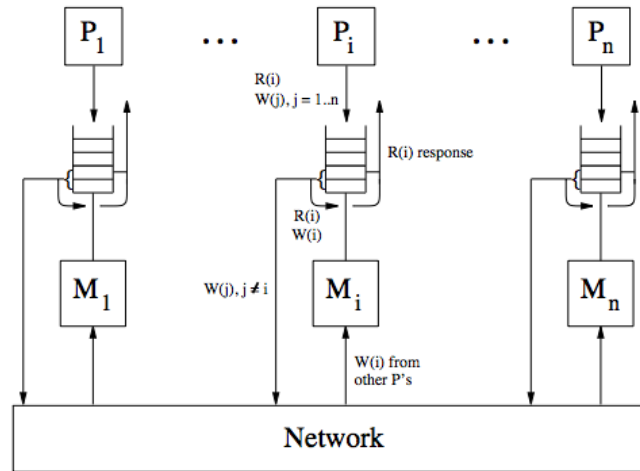 P1 ... Pi ... Pn
R(i)
W(j), j = 1..n
R(i) response
R(i)
W(i)
M1 Mi Mn
W(j), j ≠ i
W(i) from
other P's
Network